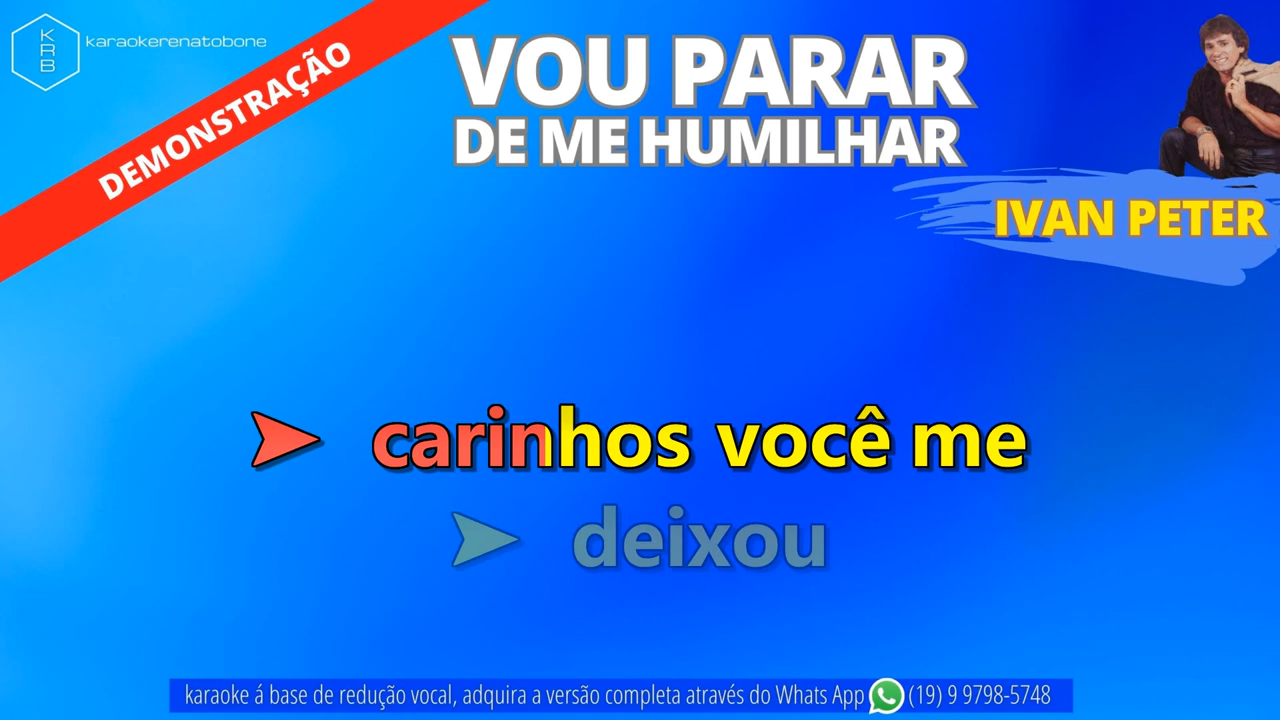 KRB
karaokerenatobone
DEMONSTRAÇÃO
VOU PARAR
DE ME HUMILHAR
IVAN PETER
carinhos você me
deixou
karaoke á base de redução vocal, adquira a versão completa através do Whats App (19) 9 9798-5748